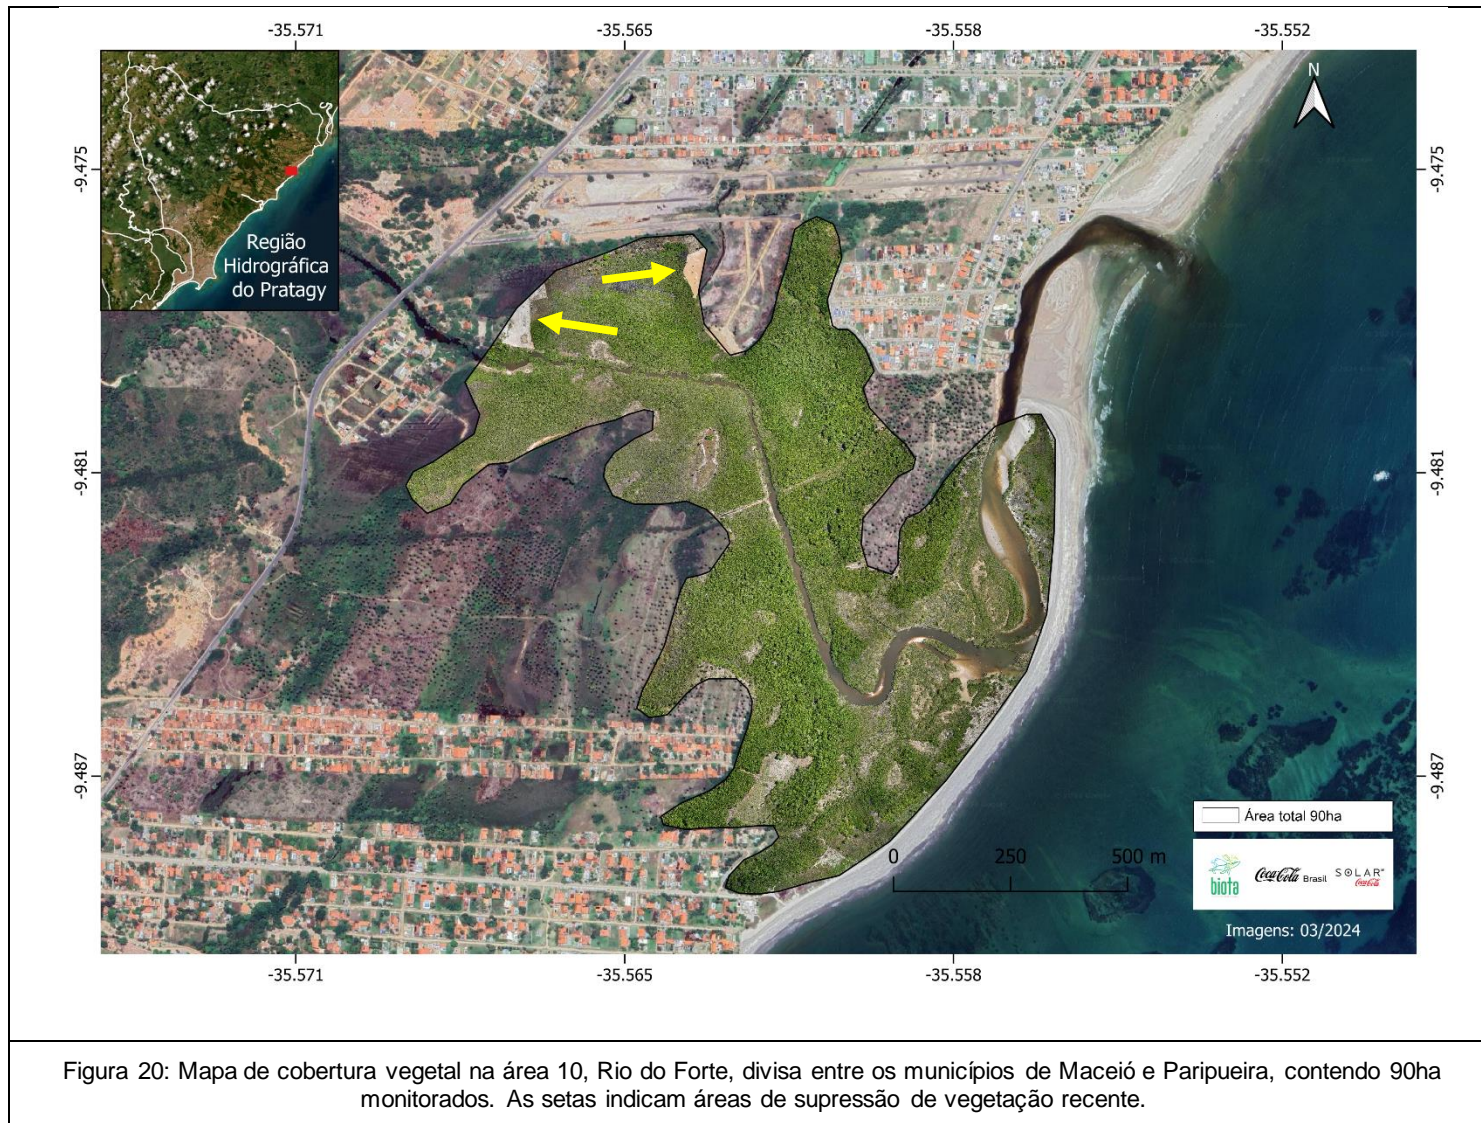 -35.571
-35.565
-35.558
-35.552
N
-9.475
-9.475
Região
Hidrográfica
do Pratagy
-9.481
-9.481
-9.487
-9.487
Área total 90ha
0
250
500 m
biota
Coca-Cola Brasil
SOLAR
Coca-Cola
Imagens: 03/2024
-35.571
-35.565
-35.558
-35.552
Figura 20: Mapa de cobertura vegetal na área 10, Rio do Forte, divisa entre os municípios de Maceió e Paripueira, contendo 90ha
monitorados. As setas indicam áreas de supressão de vegetação recente.